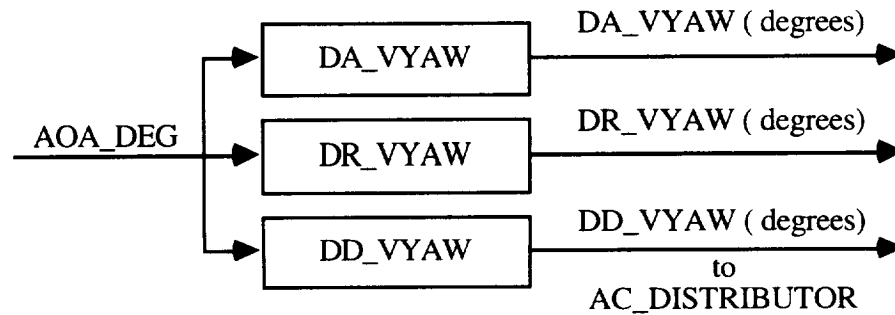 DA_VYAW
DA_VYAW ( degrees)
AOA_DEG
DR_VYAW
DR_VYAW ( degrees)
DD_VYAW
DD_VYAW ( degrees)
to
AC_DISTRIBUTOR